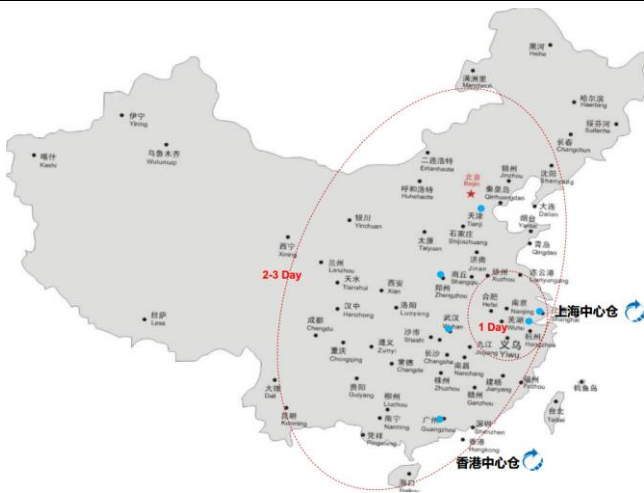 黑河
Heihe
满洲里
Manzhouli
哈尔滨
Haerbing
绥芬河
Suifenhe
伊宁
Yining
长春
Changchun
喀什
Kashi
乌鲁木齐
Wulumuqi
二连浩特
Erlianhaote
北京
锦州
Jinzhou
沈阳
Shenyang
呼和浩特
Huhehaote
秦皇岛
Qinhuangdao
大连
Dalian
天津
Tianji
烟台
Yantai
银川
Yinchuan
太原
Taiyuan
石家庄
Shijiazhuang
青岛
Qingdao
西宁
Xining
济南
Jinan
2-3 Day
兰州
Lanzhou
天水
Tianshui
西安
Xian
郑州
Zhengzhou
商丘
Shangqiu
徐州
Xuzhou
连云港
Lianyungang
拉萨
Lasa
汉中
Hanzhong
洛阳
Luoyang
合肥
Hefei
南京
Nanjing
上海中心仓
Shanghai
成都
Chengdu
武汉
Wuhan
1 Day
芜湖
Wuhu
杭州
Hangzhou
重庆
Chongqing
遵义
Zunyi
沙市
Shashi
九江
Jiujiang
义乌
Yiwu
长沙
Changsha
南昌
Nanchang
常德
Changde
大理
Dali
贵阳
Guiyang
株州
Zhuzhou
建杨
Jianyang
福州
Fuzhou
钓鱼岛
柳州
Liuzhou
赣州
Ganzhou
昆明
Kunming
南宁
Nanning
广州
Guangzhou
台北
Taibei
凭祥
Pingxiang
深圳
Shenzhen
香港
Hongkong
香港中心仓
海口
Haikou